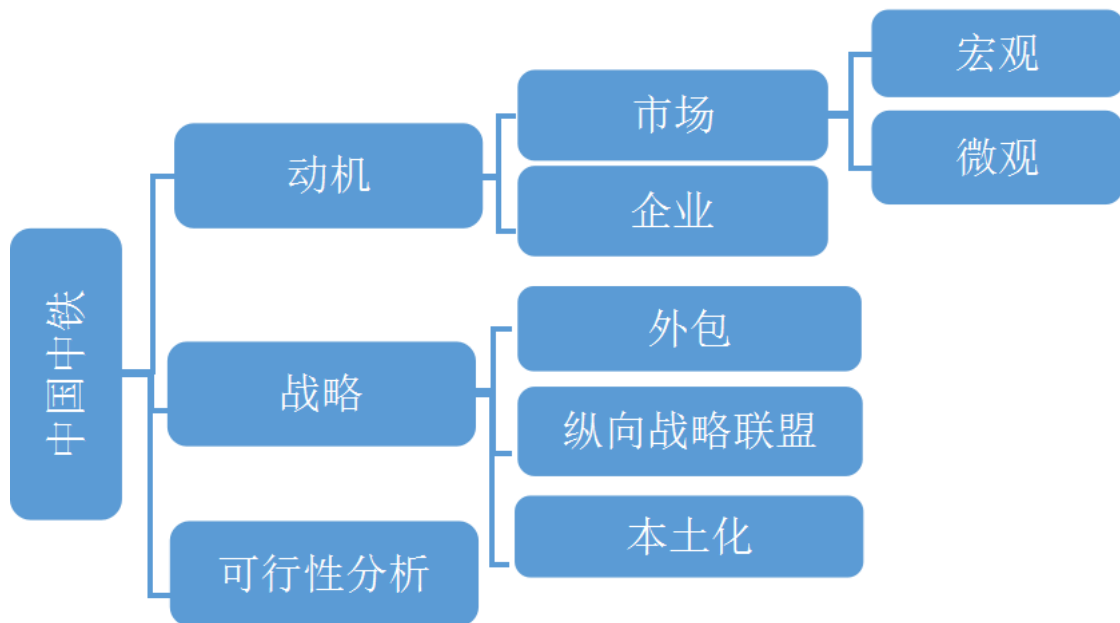 中国中铁
动机
市场
宏观
微观
企业
战略
外包
纵向战略联盟
本土化
可行性分析